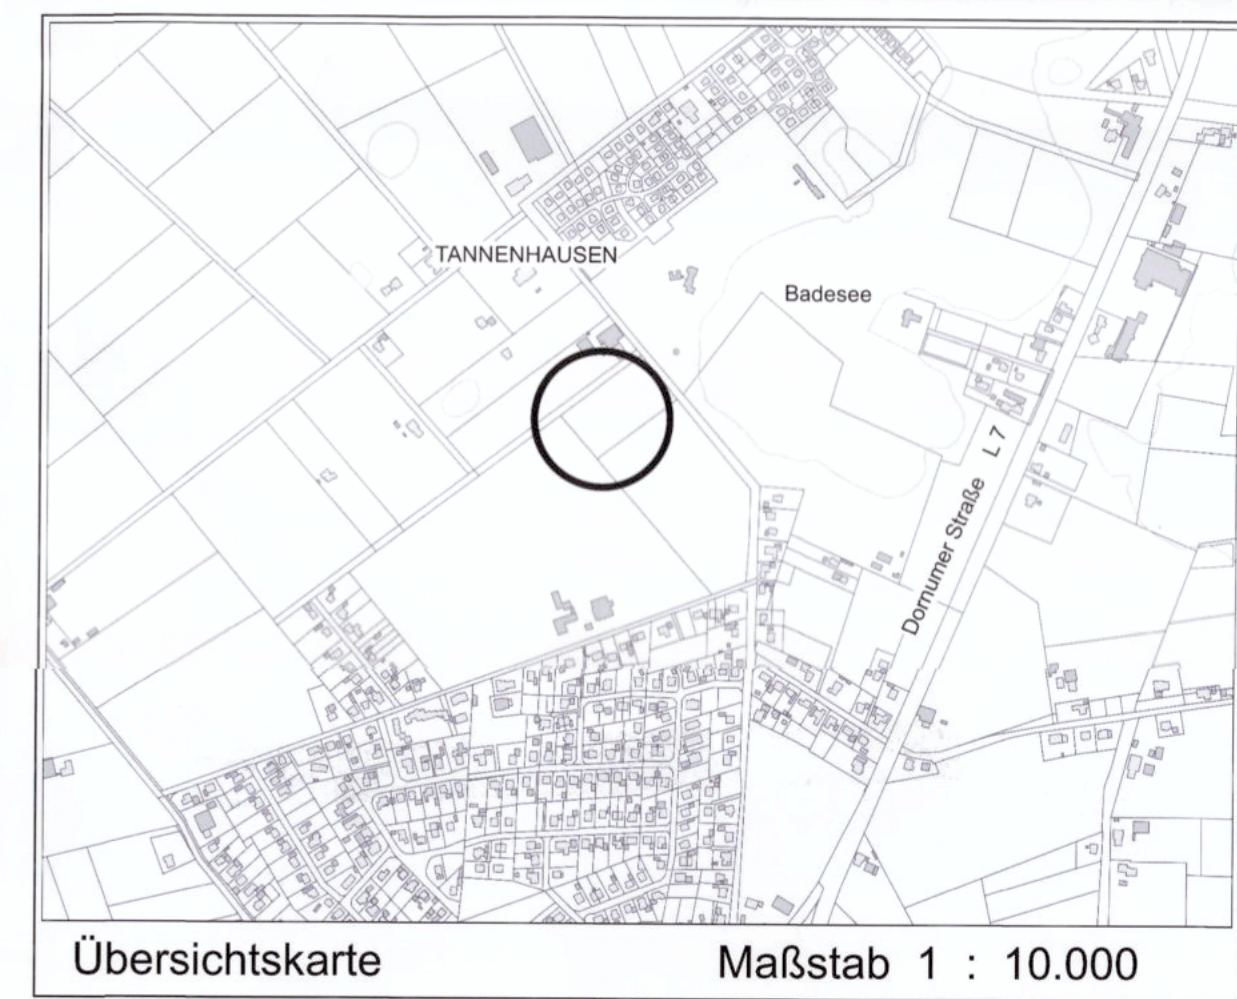 TANNENHAUSEN
Badesee
Dornumer Straße L 7
Übersichtskarte
Maßstab 1 : 10.000